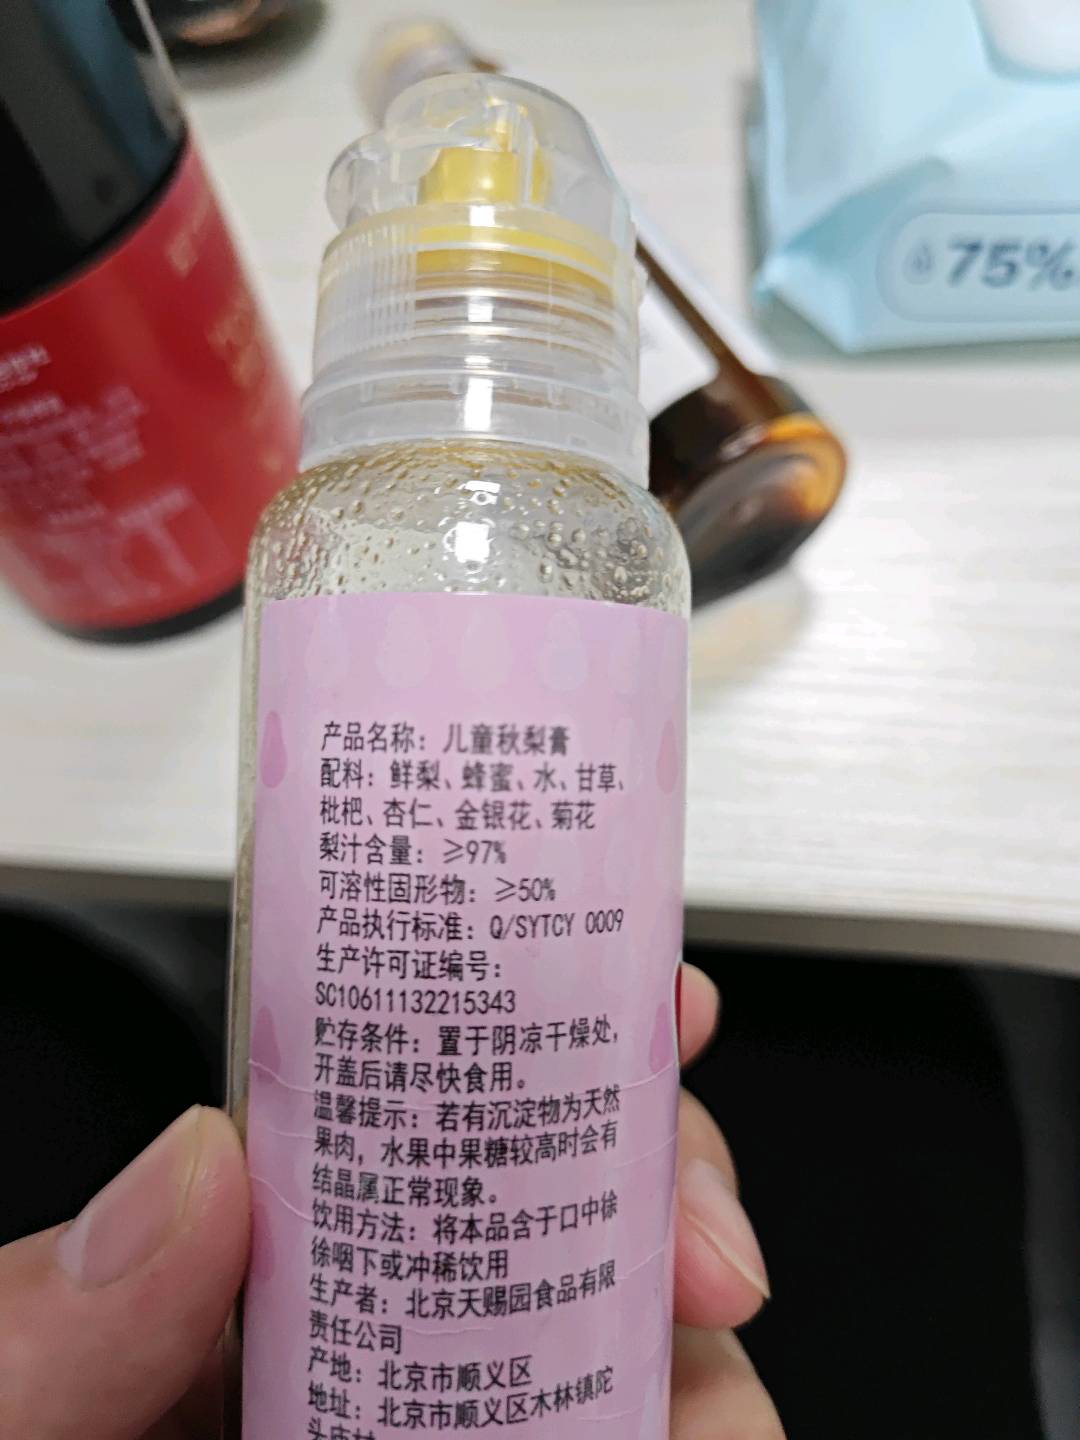 75%
产品名称：儿童秋梨膏
配料：鲜梨、蜂蜜、水、甘草、
枇杷、杏仁、金银花、菊花
梨汁含量：≥97%
可溶性固形物：≥50%
产品执行标准：Q/SYTCY 0009
生产许可证编号：
SC10611132215343
贮存条件：置于阴凉干燥处，
开盖后请尽快食用。
温馨提示：若有沉淀物为天然
果肉，水果中果糖较高时会有
结晶属正常现象。
饮用方法：将本品含于口中徐
徐咽下或冲稀饮用
生产者：北京天赐园食品有限
责任公司
产地：北京市顺义区
地址：北京市顺义区木林镇陀